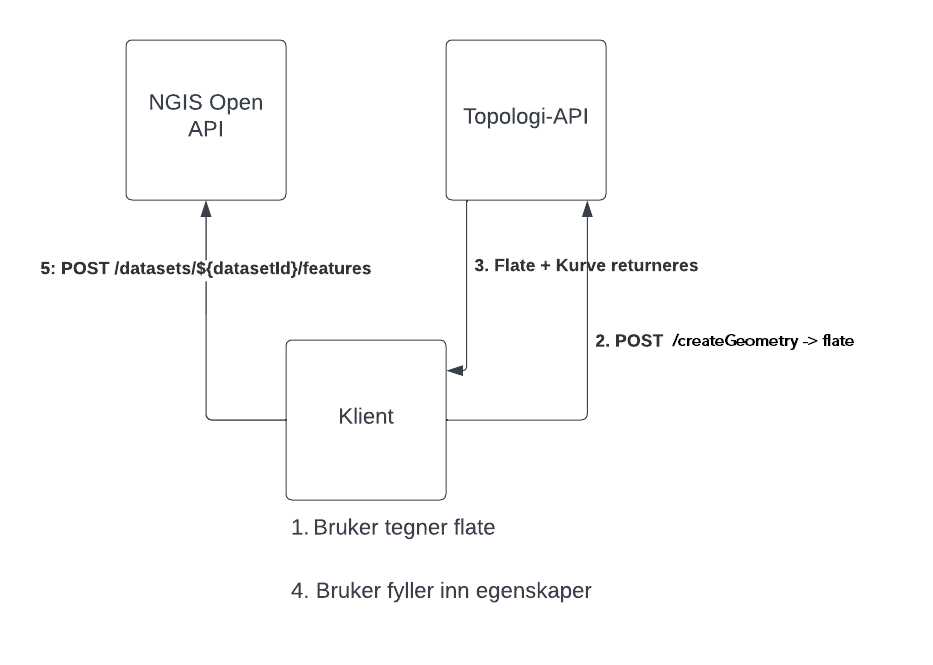 NGIS Open
API
Topologi-API
5: POST /datasets/${datasetId}/features
3. Flate + Kurve returneres
2. POST /createGeometry -> flate
Klient
1. Bruker tegner flate
4. Bruker fyller inn egenskaper